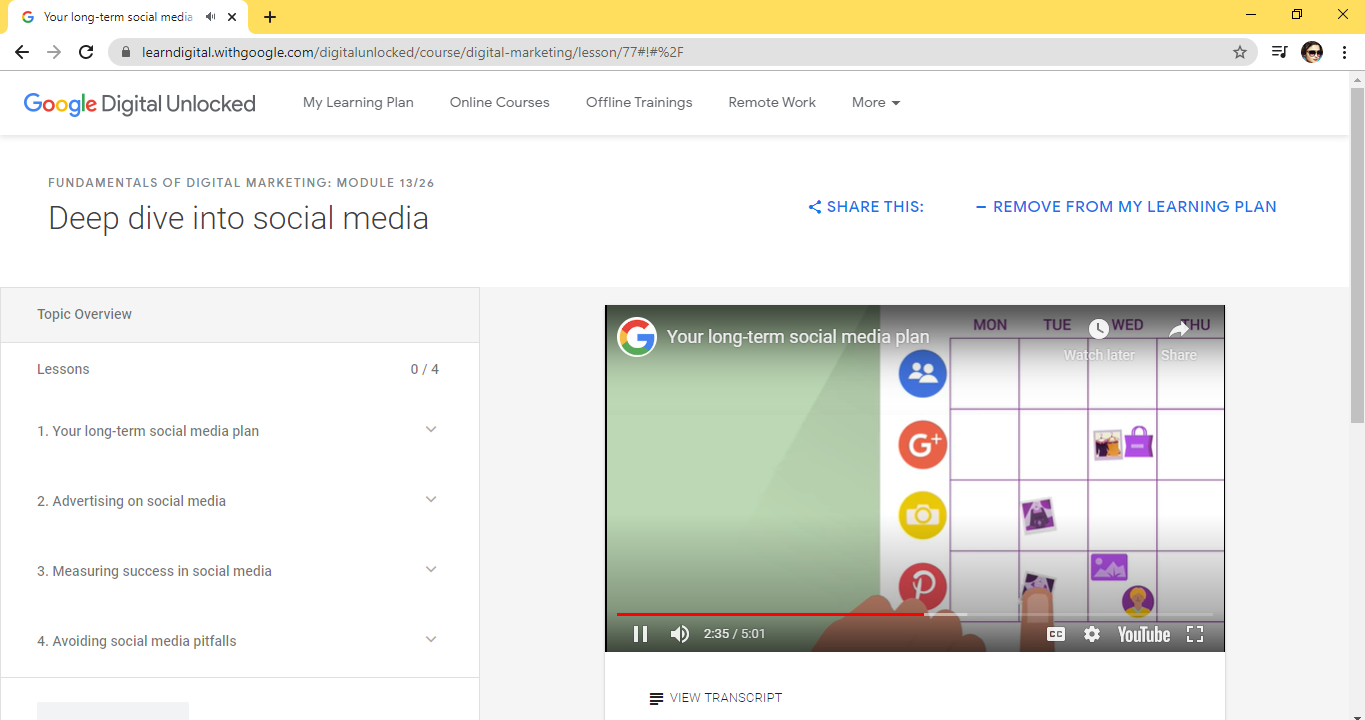 Your long-term social media
learndigital.withgoogle.com/digitalunlocked/course/digital-marketing/lesson/77#!#%2F
Google Digital Unlocked
My Learning Plan
Online Courses
Offline Trainings
Remote Work
More
FUNDAMENTALS OF DIGITAL MARKETING: MODULE 13/26
Deep dive into social media
SHARE THIS:
REMOVE FROM MY LEARNING PLAN
Topic Overview
Lessons 0 / 4
1. Your long-term social media plan
2. Advertising on social media
3. Measuring success in social media
4. Avoiding social media pitfalls
Your long-term social media plan
MON TUE WED THU
Watch later Share
G+
2:35 / 5:01
CC
YouTube
VIEW TRANSCRIPT